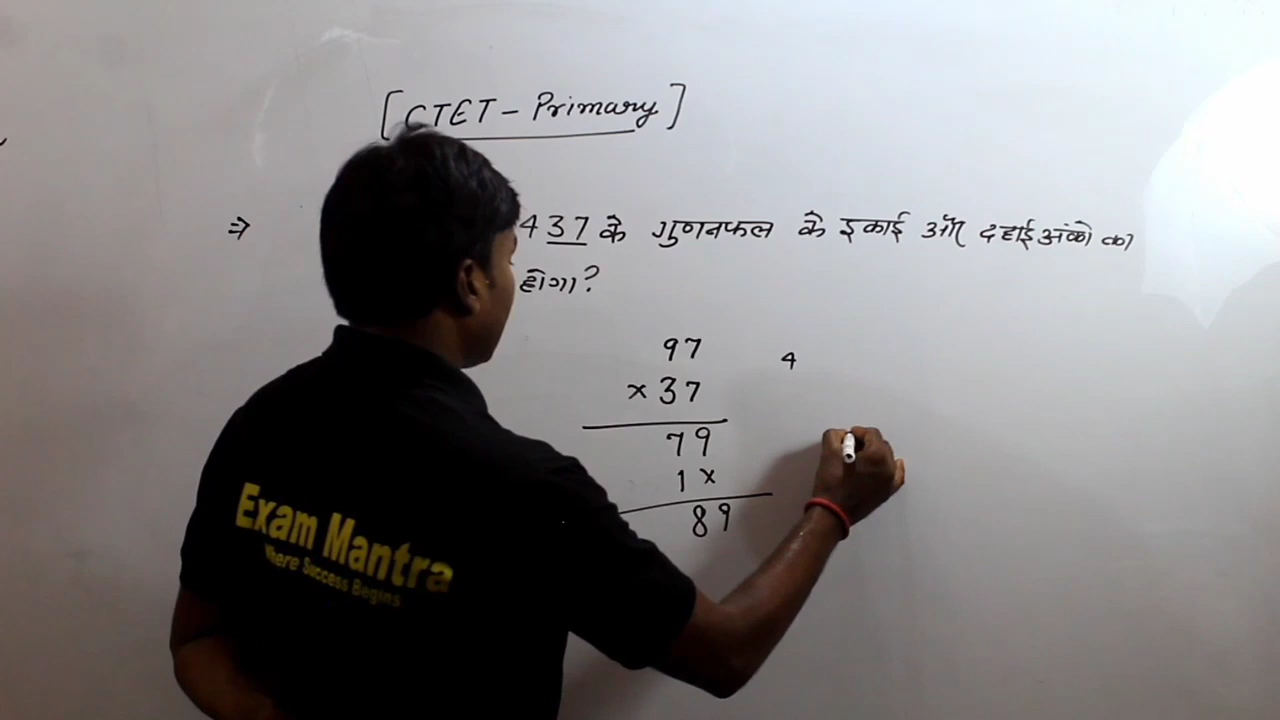 [CTET - Primary]
⇒ 437 के गुणनफल के इकाई और दहाई अंको का
होगा?
97 4
× 37
79
1×
89
Exam Mantra
Where Success Begins